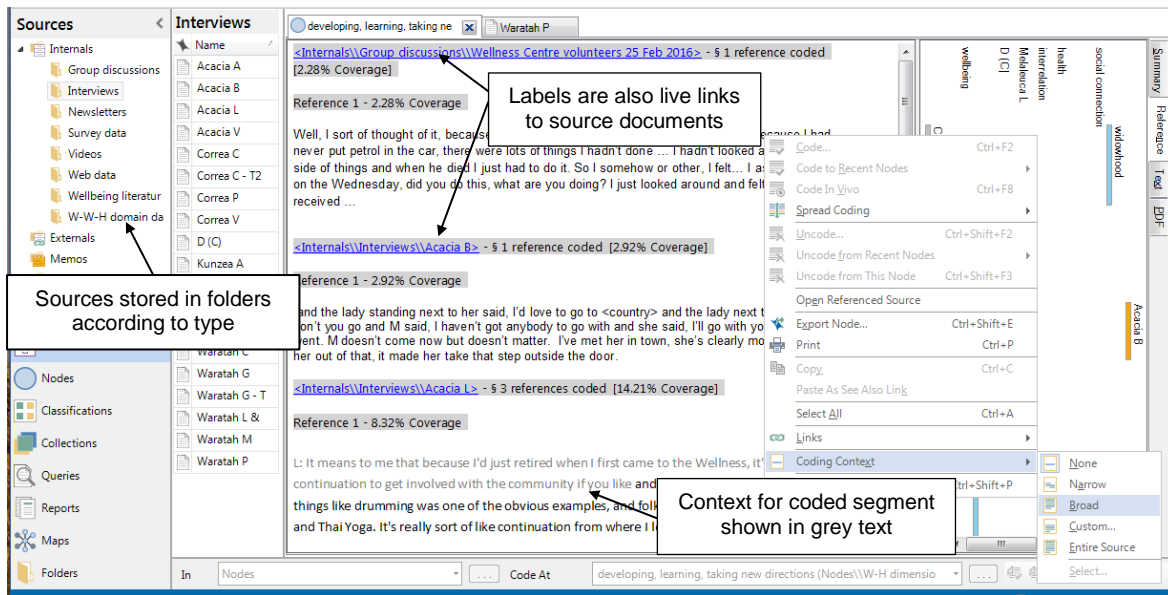 Sources
Internals
Group discussions
Interviews
Newsletters
Survey data
Videos
Web data
Wellbeing literatur
W-W-H domain da
Externals
Memos
Nodes
Classifications
Collections
Queries
Reports
Maps
Folders
Interviews
Name
Acacia A
Acacia B
Acacia L
Acacia V
Correa C
Correa C - T2
Correa P
Correa V
D (C)
Kunzea A
Waratah C
Waratah G
Waratah G - T
Waratah L &
Waratah M
Waratah P
developing, learning, taking ne
Waratah P
<Internals\\Group discussions\\Wellness Centre volunteers 25 Feb 2016> - § 1 reference coded
[2.28% Coverage]
Reference 1 - 2.28% Coverage
Well, I sort of thought of it, because I had
never put petrol in the car, there were lots of things I hadn't done ... I hadn't looked a
side of things and when he died I just had to do it. So I somehow or other, I felt... I a
on the Wednesday, did you do this, what are you doing? I just looked around and felt
received ...
<Internals\\Interviews\\Acacia B> - § 1 reference coded [2.92% Coverage]
Reference 1 - 2.92% Coverage
and the lady standing next to her said, I'd love to go to <country> and the lady next t
don't you go and M said, I haven't got anybody to go with and she said, I'll go with yo
went. M doesn't come now but doesn't matter. I've met her in town, she's clearly mo
her out of that, it made her take that step outside the door.
<Internals\\Interviews\\Acacia L> - § 3 references coded [14.21% Coverage]
Reference 1 - 8.32% Coverage
L: It means to me that because I'd just retired when I first came to the Wellness, it'
continuation to get involved with the community if you like and
things like drumming was one of the obvious examples, and folk
and Thai Yoga. It's really sort of like continuation from where I l
Labels are also live links
to source documents
Sources stored in folders
according to type
Context for coded segment
shown in grey text
Code... Ctrl+F2
Code to Recent Nodes
Code In Vivo Ctrl+F8
Spread Coding
Uncode... Ctrl+Shift+F2
Uncode from Recent Nodes
Uncode from This Node Ctrl+Shift+F3
Open Referenced Source
Export Node... Ctrl+Shift+E
Print Ctrl+P
Copy Ctrl+C
Paste As See Also Link
Select All Ctrl+A
Links
Coding Context
Ctrl+Shift+P
None
Narrow
Broad
Custom...
Entire Source
Select...
wellbeing
D (C)
Melaleuca L
interrelation
health
social connection
widowhood
Acacia B
Summary
Reference
Text
PDF
In Nodes ... Code At developing, learning, taking new directions (Nodes\\W-H dimensio ...